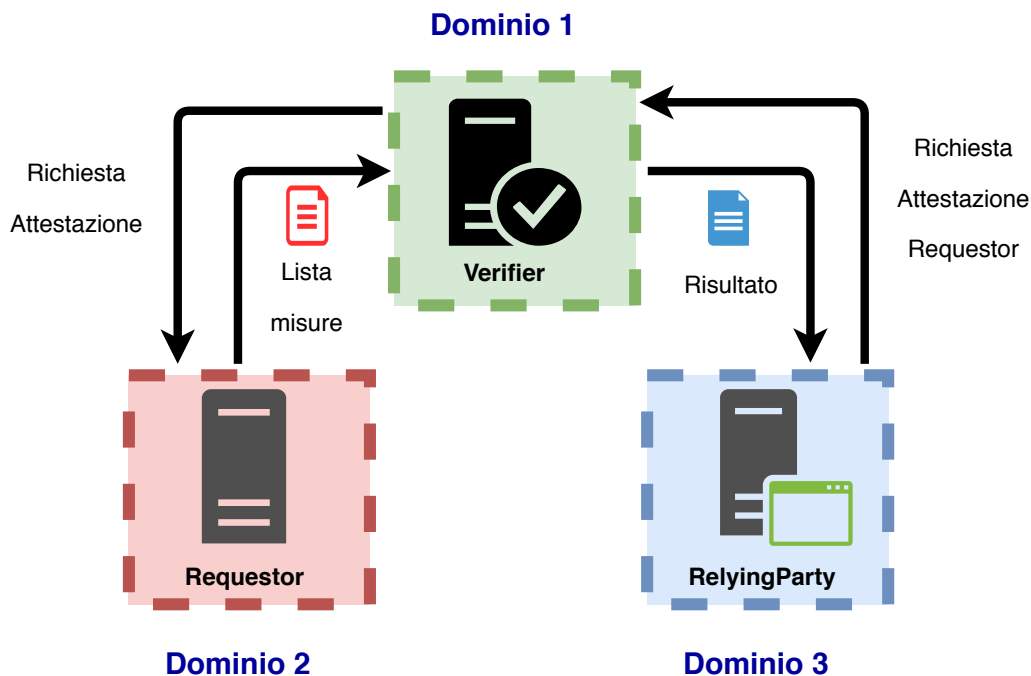 Dominio 1
Richiesta
Attestazione
Lista
misure
Verifier
Risultato
Richiesta
Attestazione
Requestor
Requestor
RelyingParty
Dominio 2
Dominio 3